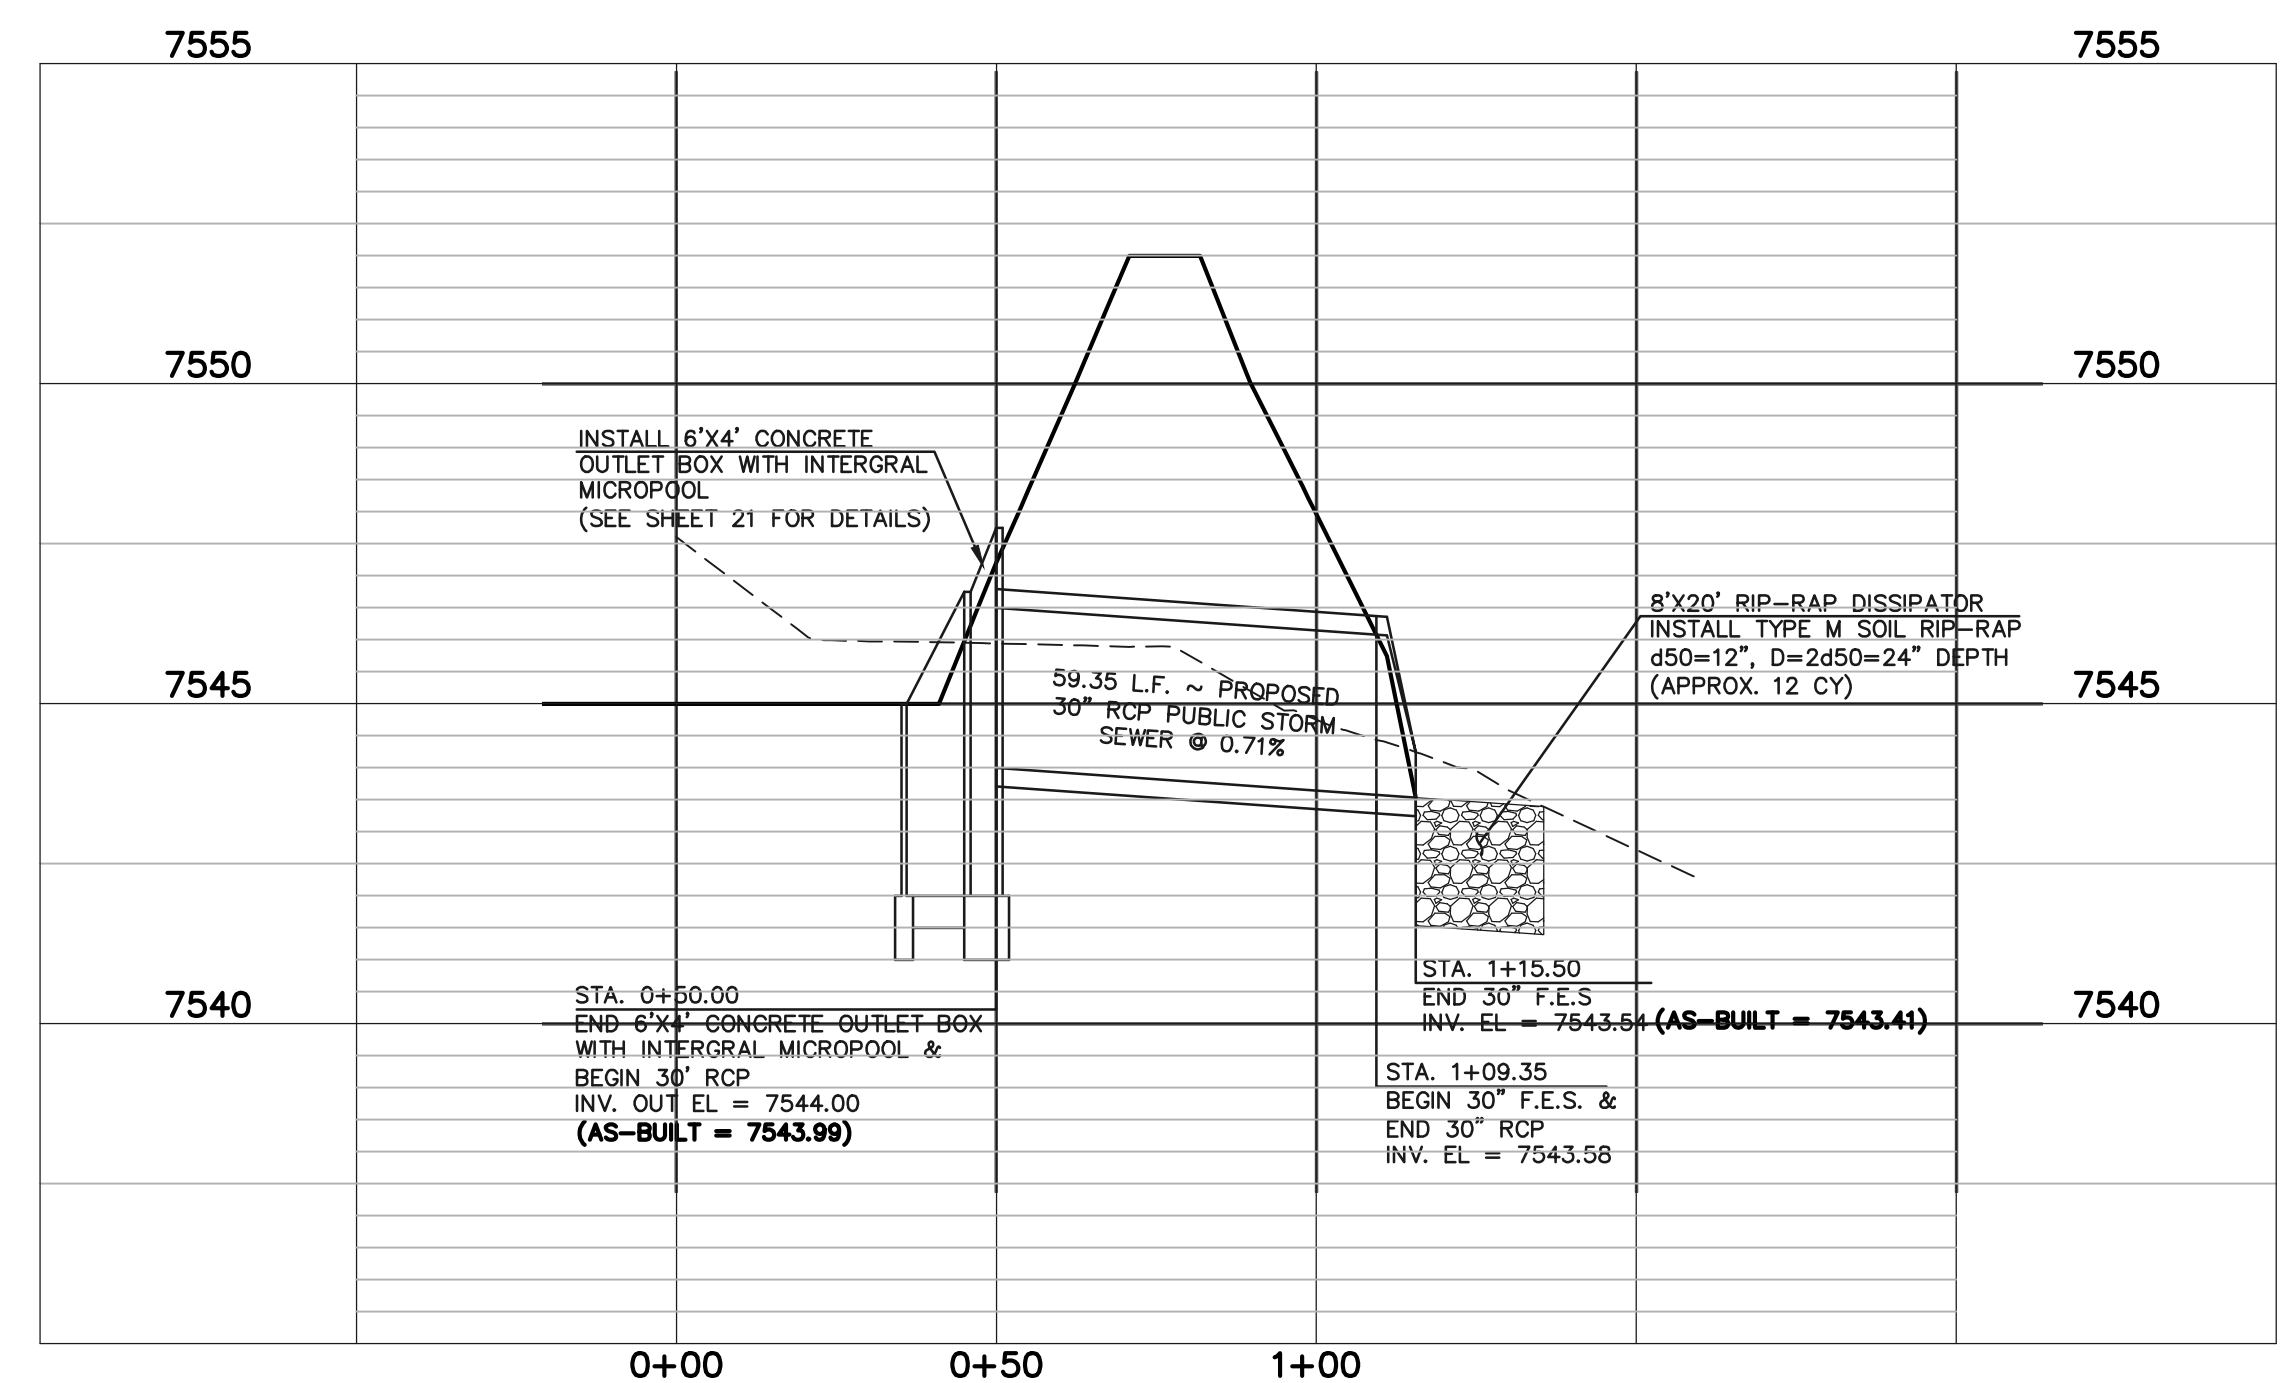 7555
7555
7550
7550
INSTALL 6'X4' CONCRETE
OUTLET BOX WITH INTERGRAL
MICROPOOL
(SEE SHEET 21 FOR DETAILS)
8'X20' RIP-RAP DISSIPATOR
INSTALL TYPE M SOIL RIP-RAP
d50=12", D=2d50=24" DEPTH
(APPROX. 12 CY)
7545
7545
59.35 L.F. ~ PROPOSED
30" RCP PUBLIC STORM
SEWER @ 0.71%
7540
7540
STA. 0+50.00
END 6'X4' CONCRETE OUTLET BOX
WITH INTERGRAL MICROPOOL &
BEGIN 30' RCP
INV. OUT EL = 7544.00
(AS-BUILT = 7543.99)
STA. 1+15.50
END 30" F.E.S
INV. EL = 7543.54 (AS-BUILT = 7543.41)
STA. 1+09.35
BEGIN 30" F.E.S. &
END 30" RCP
INV. EL = 7543.58
0+00
0+50
1+00